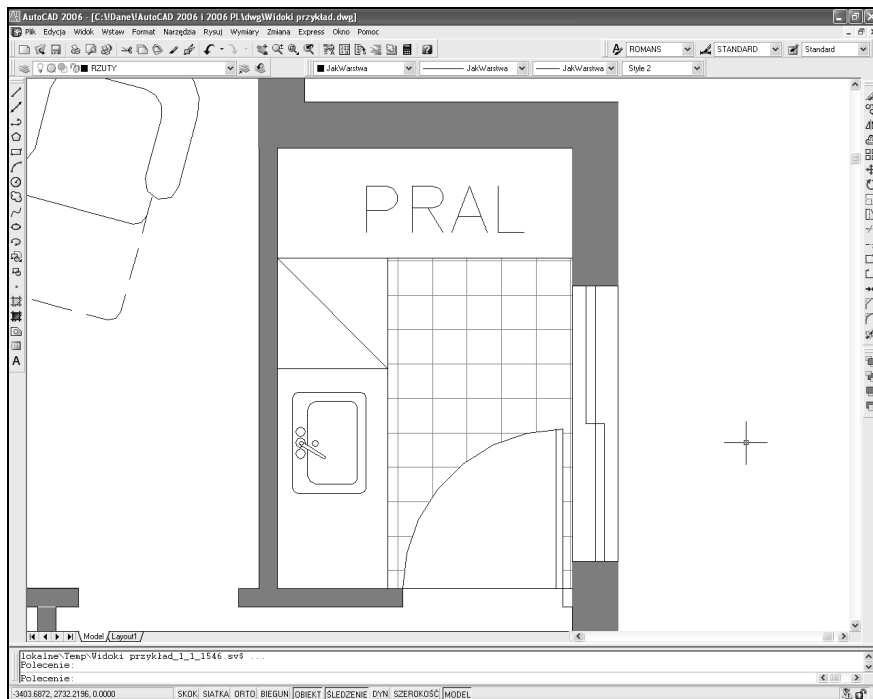 AutoCAD 2006 - [C:\!Dane\!AutoCAD 2006 i 2006 PL\dwg\Widoki przykład.dwg]
Plik Edycja Widok Wstaw Format Narzędzia Rysuj Wymiary Zmiana Express Okno Pomoc
ROMANS STANDARD Standard
RZUTY JakWarstwa JakWarstwa JakWarstwa Style 2
PRAL
A
Model Layout1
lokalne\Temp\Widoki przykład_1_1_1546.sv$ ...
Polecenie:
Polecenie:
-3403.6872, 2732.2196, 0.0000 SKOK SIATKA ORTO BIEGUN OBIEKT ŚLEDZENIE DYN SZEROKOŚĆ MODEL